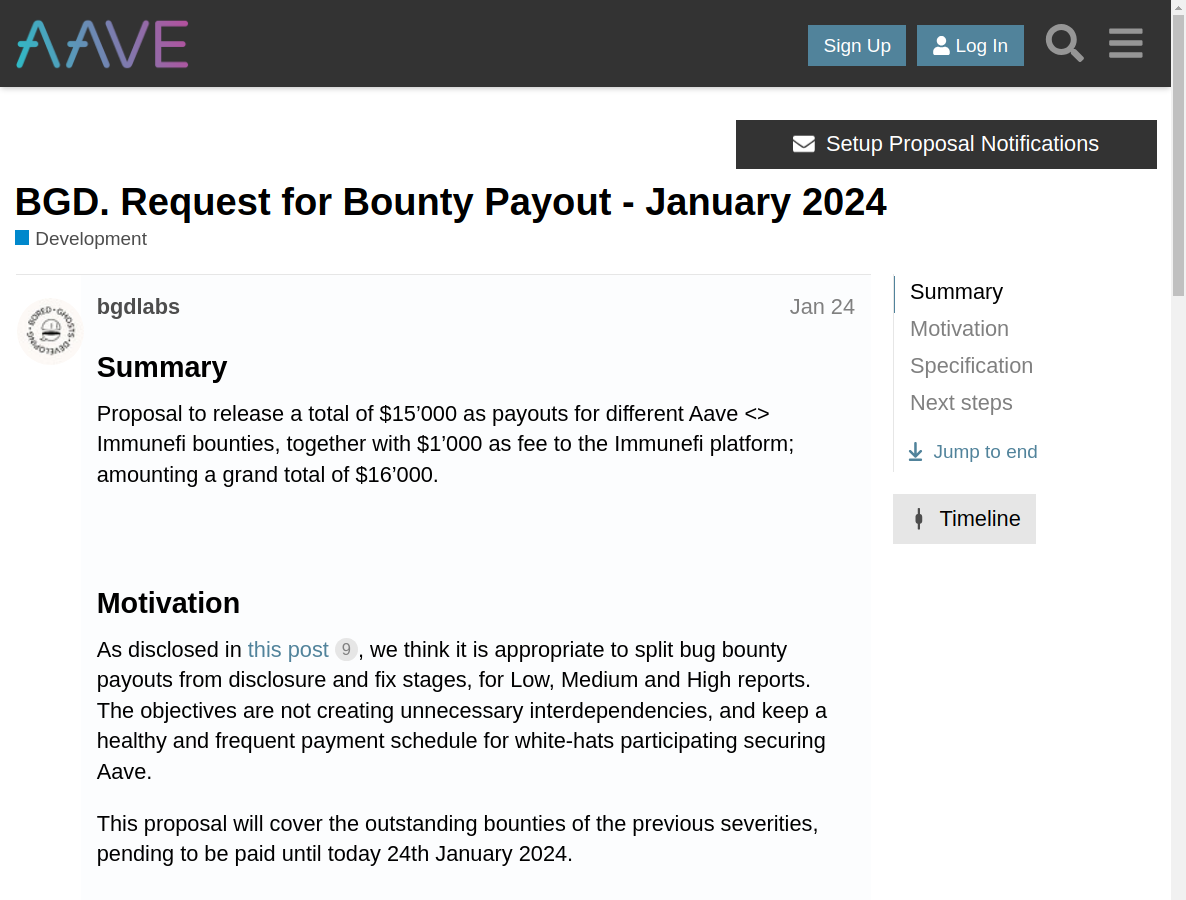 AAVE
Sign Up
Log In
Setup Proposal Notifications
BGD. Request for Bounty Payout - January 2024
Development
bgdlabs
Jan 24
BORED · GHOSTS · DEVELOPING ·
Summary
Proposal to release a total of $15’000 as payouts for different Aave <>
Immunefi bounties, together with $1’000 as fee to the Immunefi platform;
amounting a grand total of $16’000.
Motivation
As disclosed in this post 9, we think it is appropriate to split bug bounty
payouts from disclosure and fix stages, for Low, Medium and High reports.
The objectives are not creating unnecessary interdependencies, and keep a
healthy and frequent payment schedule for white-hats participating securing
Aave.
This proposal will cover the outstanding bounties of the previous severities,
pending to be paid until today 24th January 2024.
Summary
Motivation
Specification
Next steps
Jump to end
Timeline